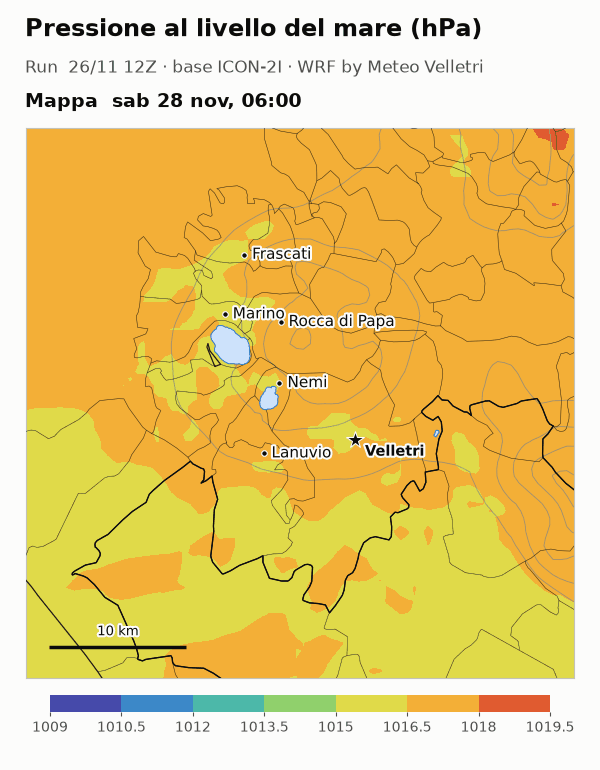 Pressione al livello del mare (hPa)
Run  26/11 12Z · base ICON-2I · WRF by Meteo Velletri
Mappa  sab 28 nov, 06:00
Frascati
Marino
Rocca di Papa
Nemi
Velletri
Lanuvio
10 km
1009 1010.5 1012 1013.5 1015 1016.5 1018 1019.5